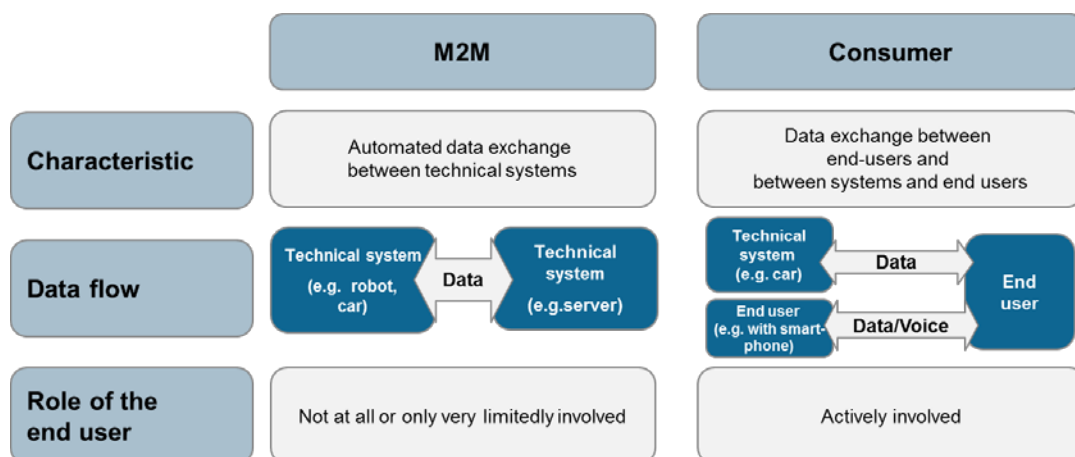 M2M
Consumer
Characteristic
Automated data exchange
between technical systems
Data exchange between
end-users and
between systems and end users
Data flow
Technical system
(e.g. robot,
car)
Data
Technical
system
(e.g.server)
Technical
system
(e.g. car)
Data
End user
(e.g. with smart-
phone)
Data/Voice
End
user
Role of the
end user
Not at all or only very limitedly involved
Actively involved